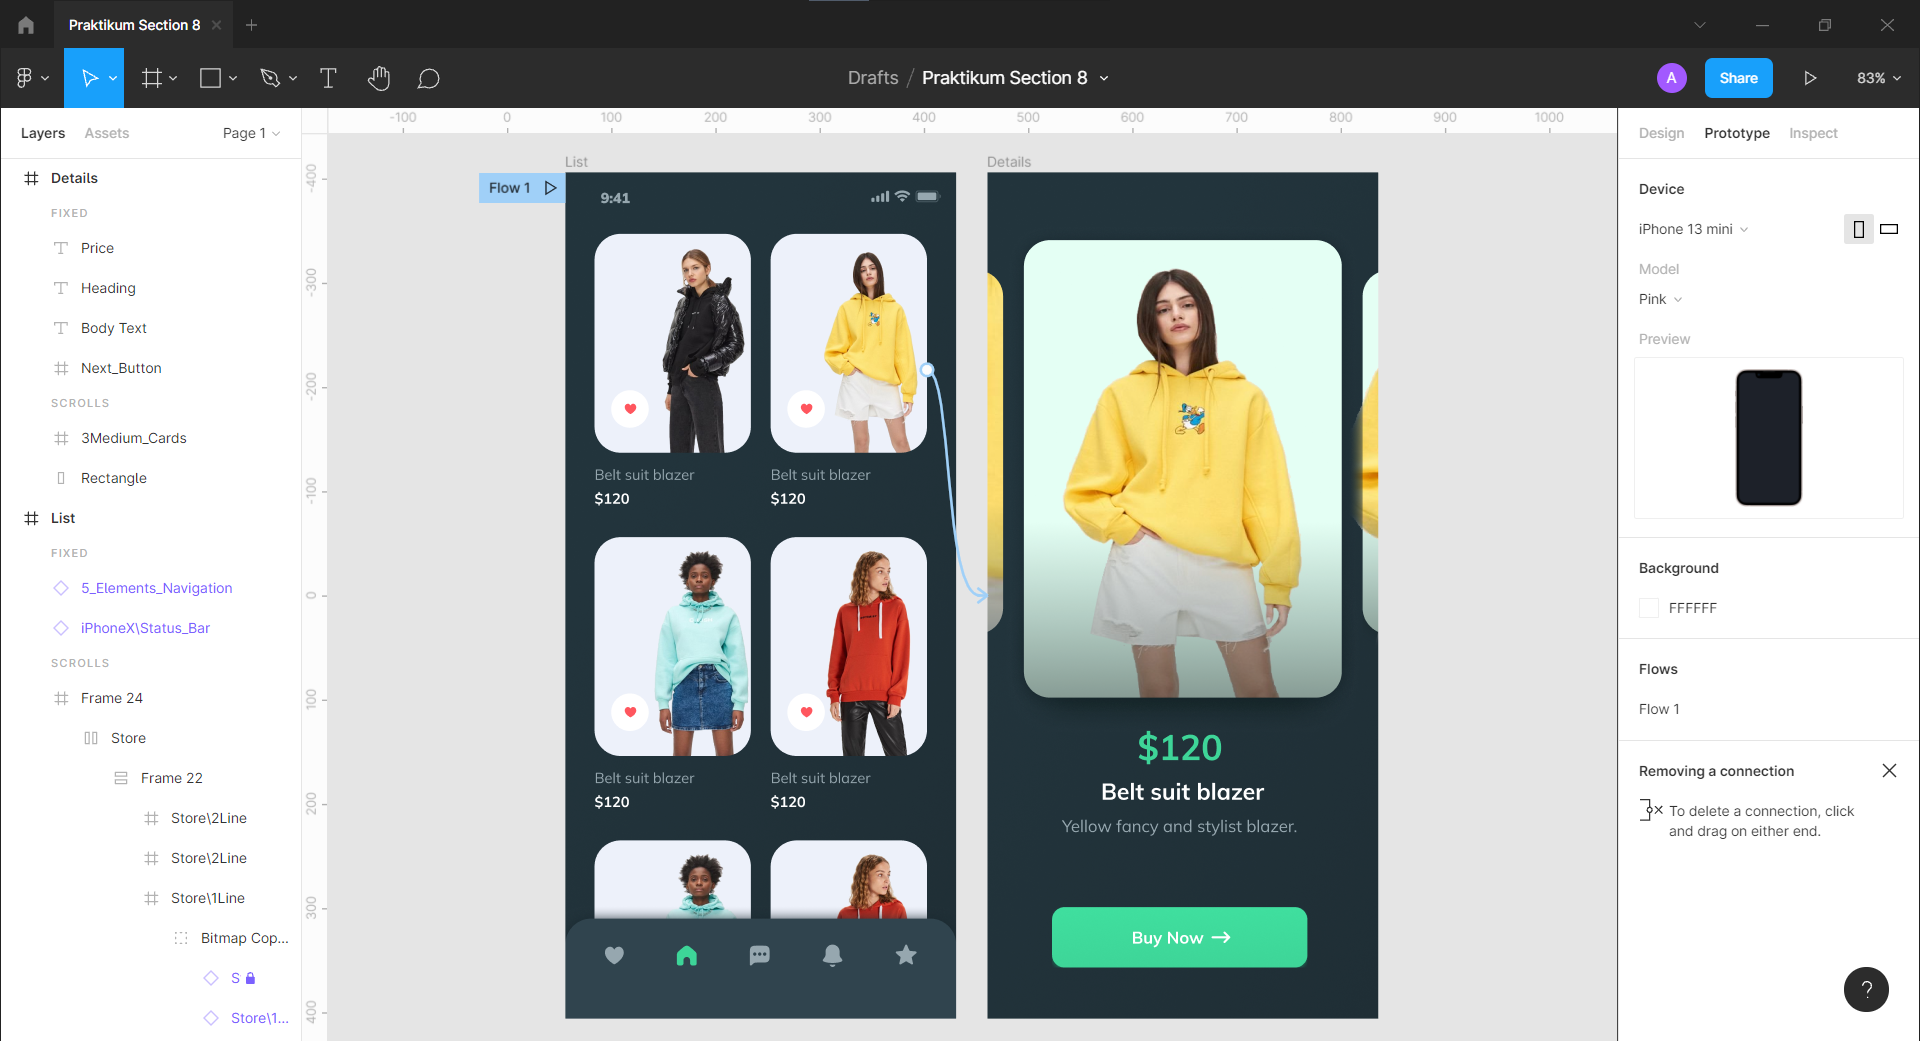 Praktikum Section 8
Drafts / Praktikum Section 8
A
Share
83%
Layers
Assets
Page 1
Details
FIXED
Price
Heading
Body Text
Next_Button
SCROLLS
3Medium_Cards
Rectangle
List
FIXED
5_Elements_Navigation
iPhoneX\Status_Bar
SCROLLS
Frame 24
Store
Frame 22
Store\2Line
Store\2Line
Store\1Line
Bitmap Cop...
S
Store\1...
-100 0 100 200 300 400 500 600 700 800 900 1000
-400
-300
-200
-100
0
100
200
300
400
List
Flow 1
9:41
Belt suit blazer
$120
Belt suit blazer
$120
Belt suit blazer
$120
Belt suit blazer
$120
Details
$120
Belt suit blazer
Yellow fancy and stylist blazer.
Buy Now
Design
Prototype
Inspect
Device
iPhone 13 mini
Model
Pink
Preview
Background
FFFFFF
Flows
Flow 1
Removing a connection
To delete a connection, click
and drag on either end.
?